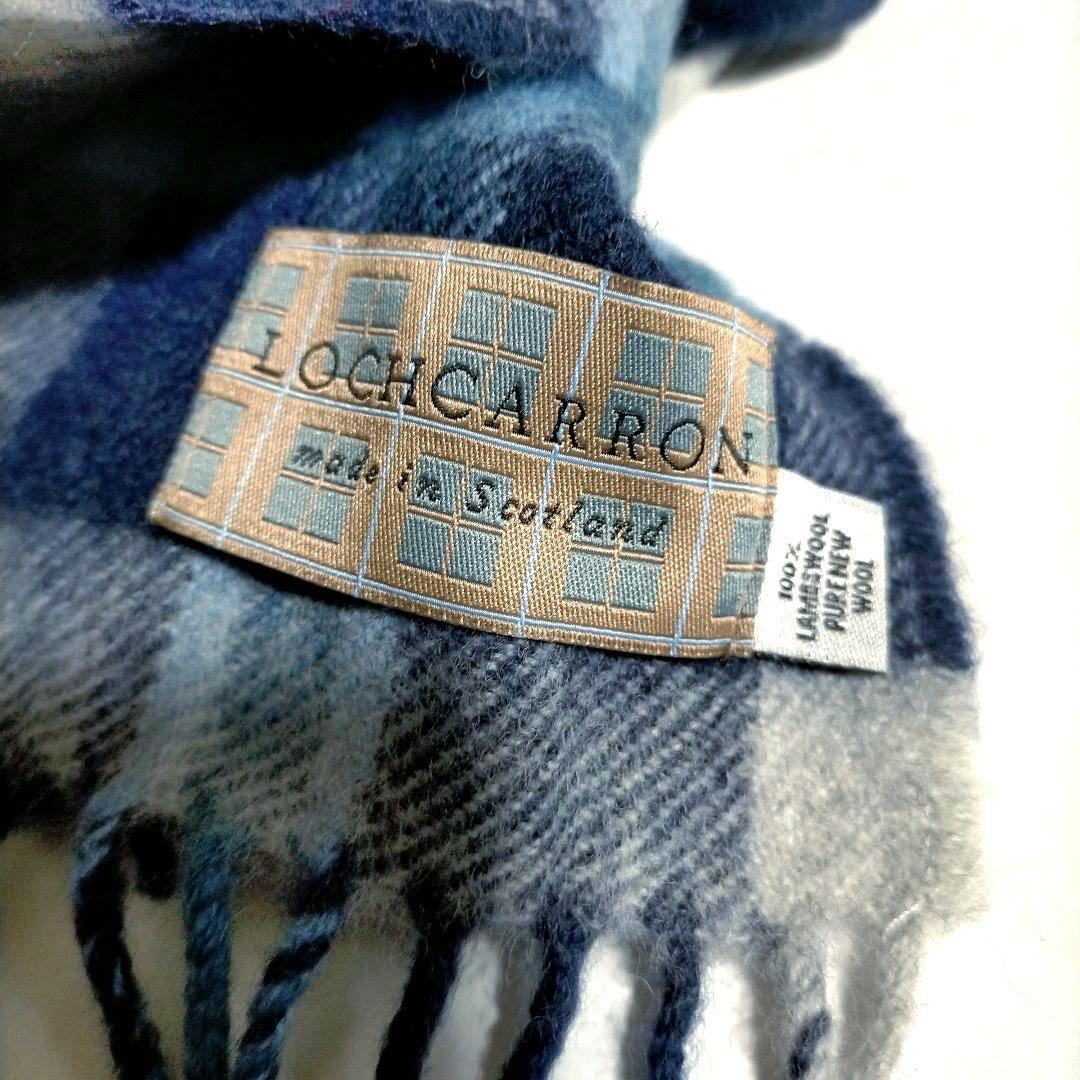 LOCHCARRON
made in Scotland
100%
LAMBSWOOL
PURE NEW
WOOL